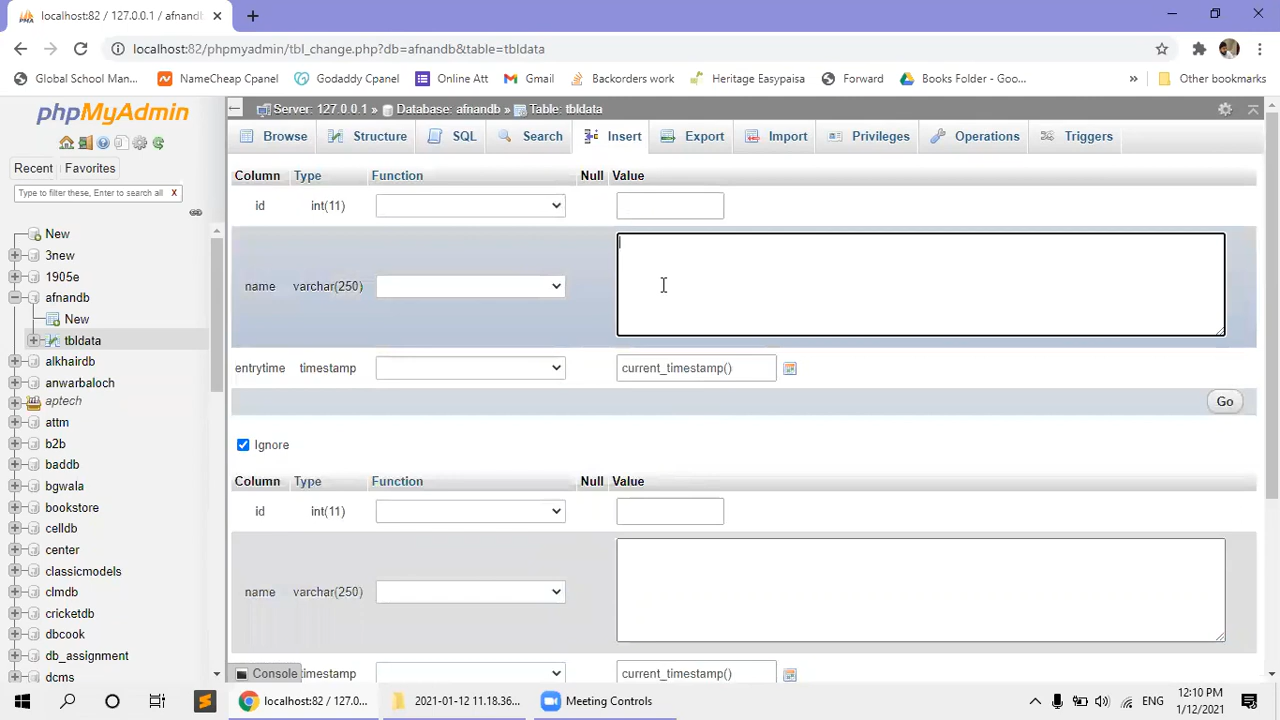 localhost:82 / 127.0.0.1 / afnandb
localhost:82/phpmyadmin/tbl_change.php?db=afnandb&table=tbldata
Global School Man...
NameCheap Cpanel
Godaddy Cpanel
Online Att
Gmail
Backorders work
Heritage Easypaisa
Forward
Books Folder - Goo...
»
Other bookmarks
phpMyAdmin
Recent
Favorites
Type to filter these, Enter to search all
X
New
3new
1905e
afnandb
New
tbldata
alkhairdb
anwarbaloch
aptech
attm
b2b
baddb
bgwala
bookstore
celldb
center
classicmodels
clmdb
cricketdb
dbcook
db_assignment
dcms
Server: 127.0.0.1 » Database: afnandb » Table: tbldata
Browse
Structure
SQL
Search
Insert
Export
Import
Privileges
Operations
Triggers
Column Type Function Null Value
id int(11)
name varchar(250)
entrytime timestamp current_timestamp()
Go
Ignore
Column Type Function Null Value
id int(11)
name varchar(250)
timestamp current_timestamp()
Console
localhost:82 / 127.0...
2021-01-12 11.18.36...
Meeting Controls
ENG
12:10 PM
1/12/2021